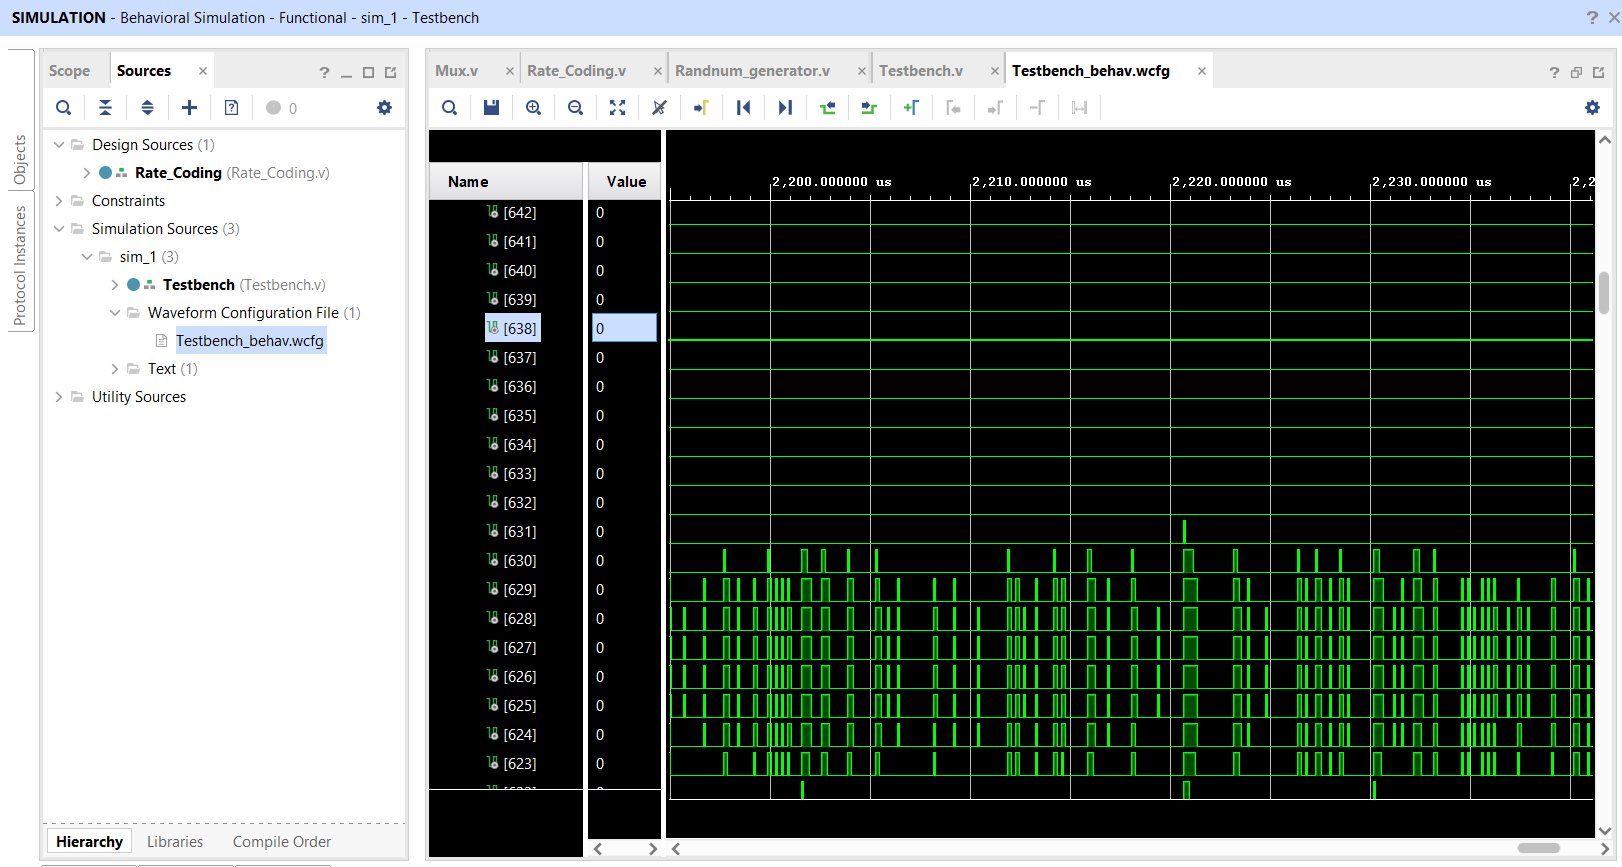 SIMULATION - Behavioral Simulation - Functional - sim_1 - Testbench
Objects
Protocol Instances
Scope
Sources
0
Design Sources (1)
Rate_Coding (Rate_Coding.v)
Constraints
Simulation Sources (3)
sim_1 (3)
Testbench (Testbench.v)
Waveform Configuration File (1)
Testbench_behav.wcfg
Text (1)
Utility Sources
Hierarchy
Libraries
Compile Order
Mux.v
Rate_Coding.v
Randnum_generator.v
Testbench.v
Testbench_behav.wcfg
Name Value
2,200.000000 us 2,210.000000 us 2,220.000000 us 2,230.000000 us 2,2
[642] 0
[641] 0
[640] 0
[639] 0
[638] 0
[637] 0
[636] 0
[635] 0
[634] 0
[633] 0
[632] 0
[631] 0
[630] 0
[629] 0
[628] 0
[627] 0
[626] 0
[625] 0
[624] 0
[623] 0